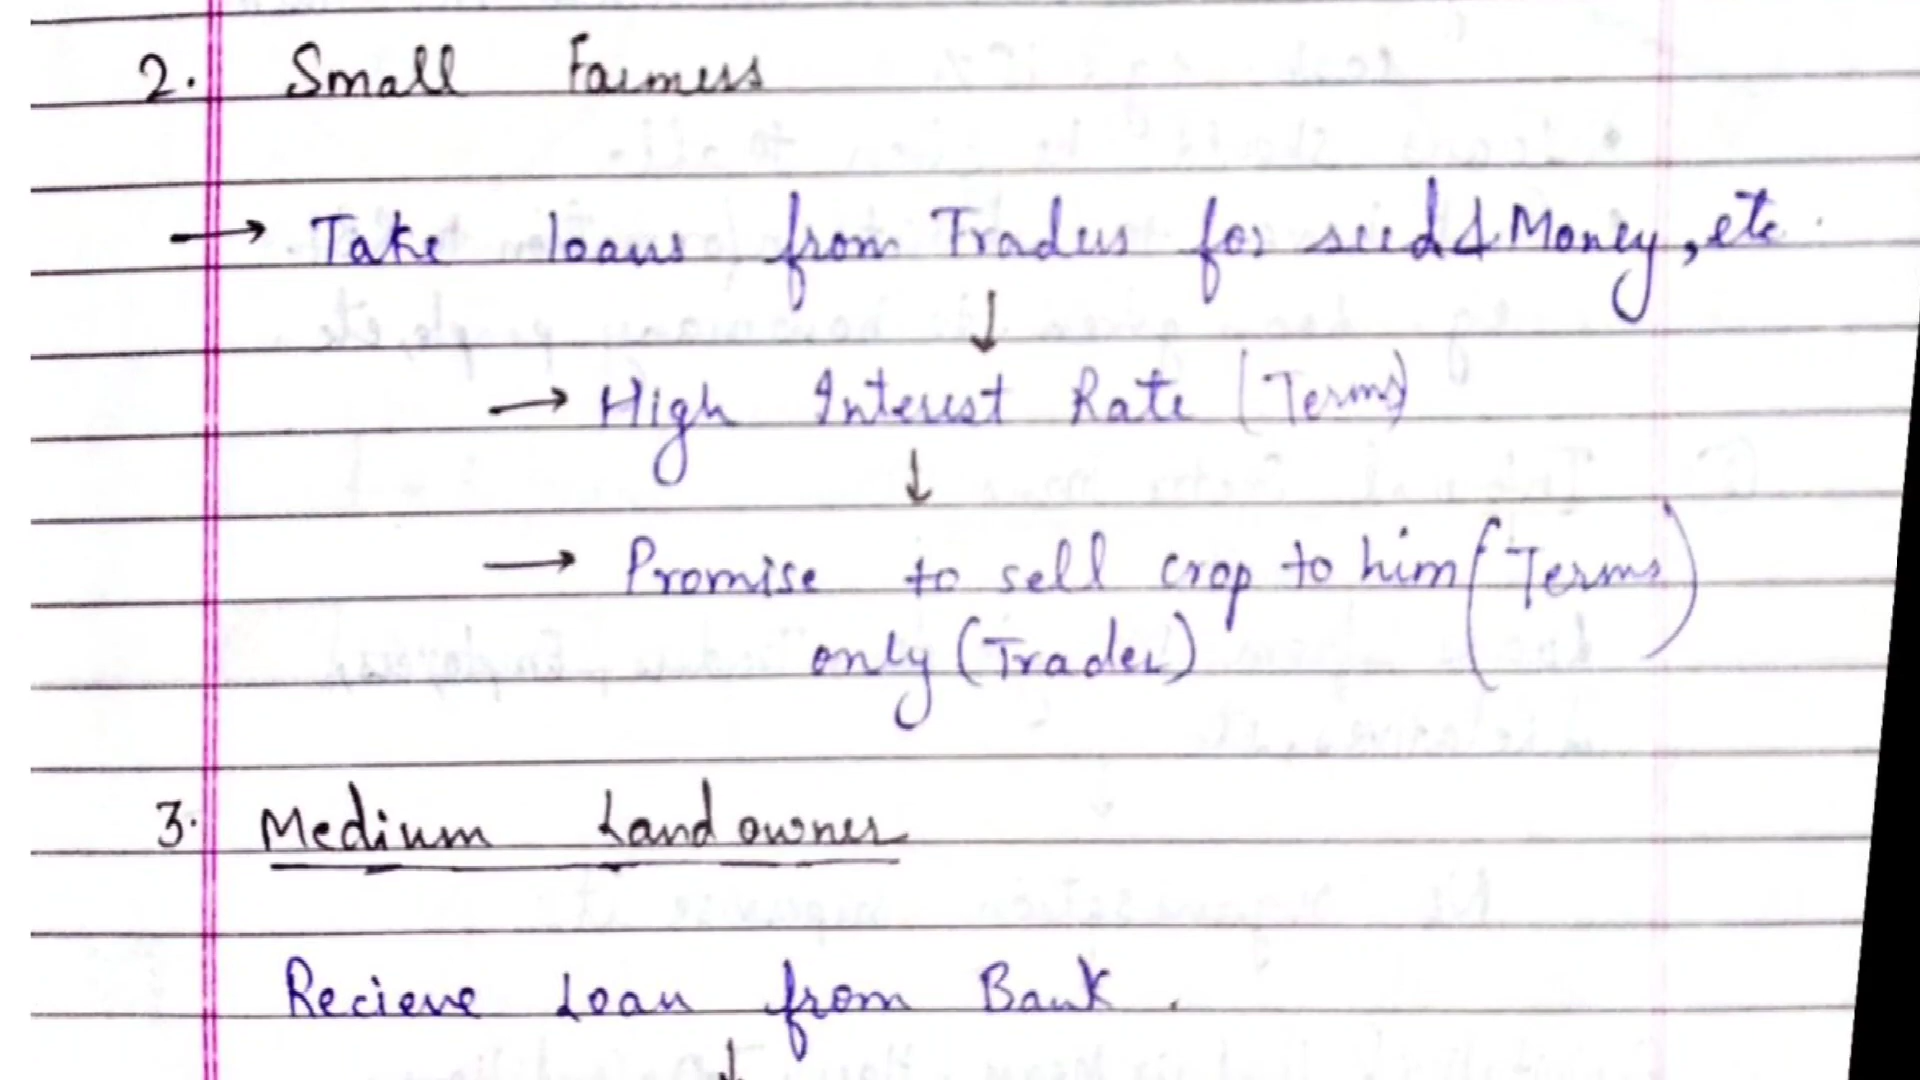 2. Small Farmers
→ Take loans from Traders for seed & Money, etc.
↓
→ High Interest Rate (Terms)
↓
→ Promise to sell crop to him (Terms)
only (Trader)
3. Medium Landowner
Recieve Loan from Bank.
↓